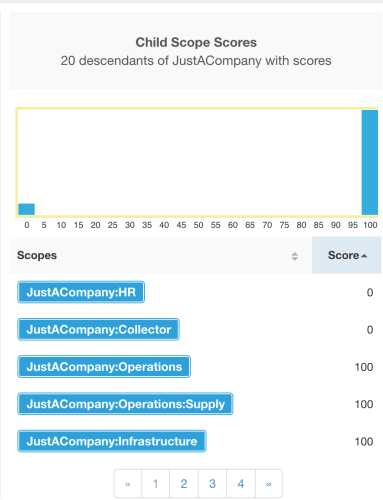 Child Scope Scores
20 descendants of JustACompany with scores
0 5 10 15 20 25 30 35 40 45 50 55 60 65 70 75 80 85 90 95 100
Scopes Score
JustACompany:HR 0
JustACompany:Collector 0
JustACompany:Operations 100
JustACompany:Operations:Supply 100
JustACompany:Infrastructure 100
« 1 2 3 4 »